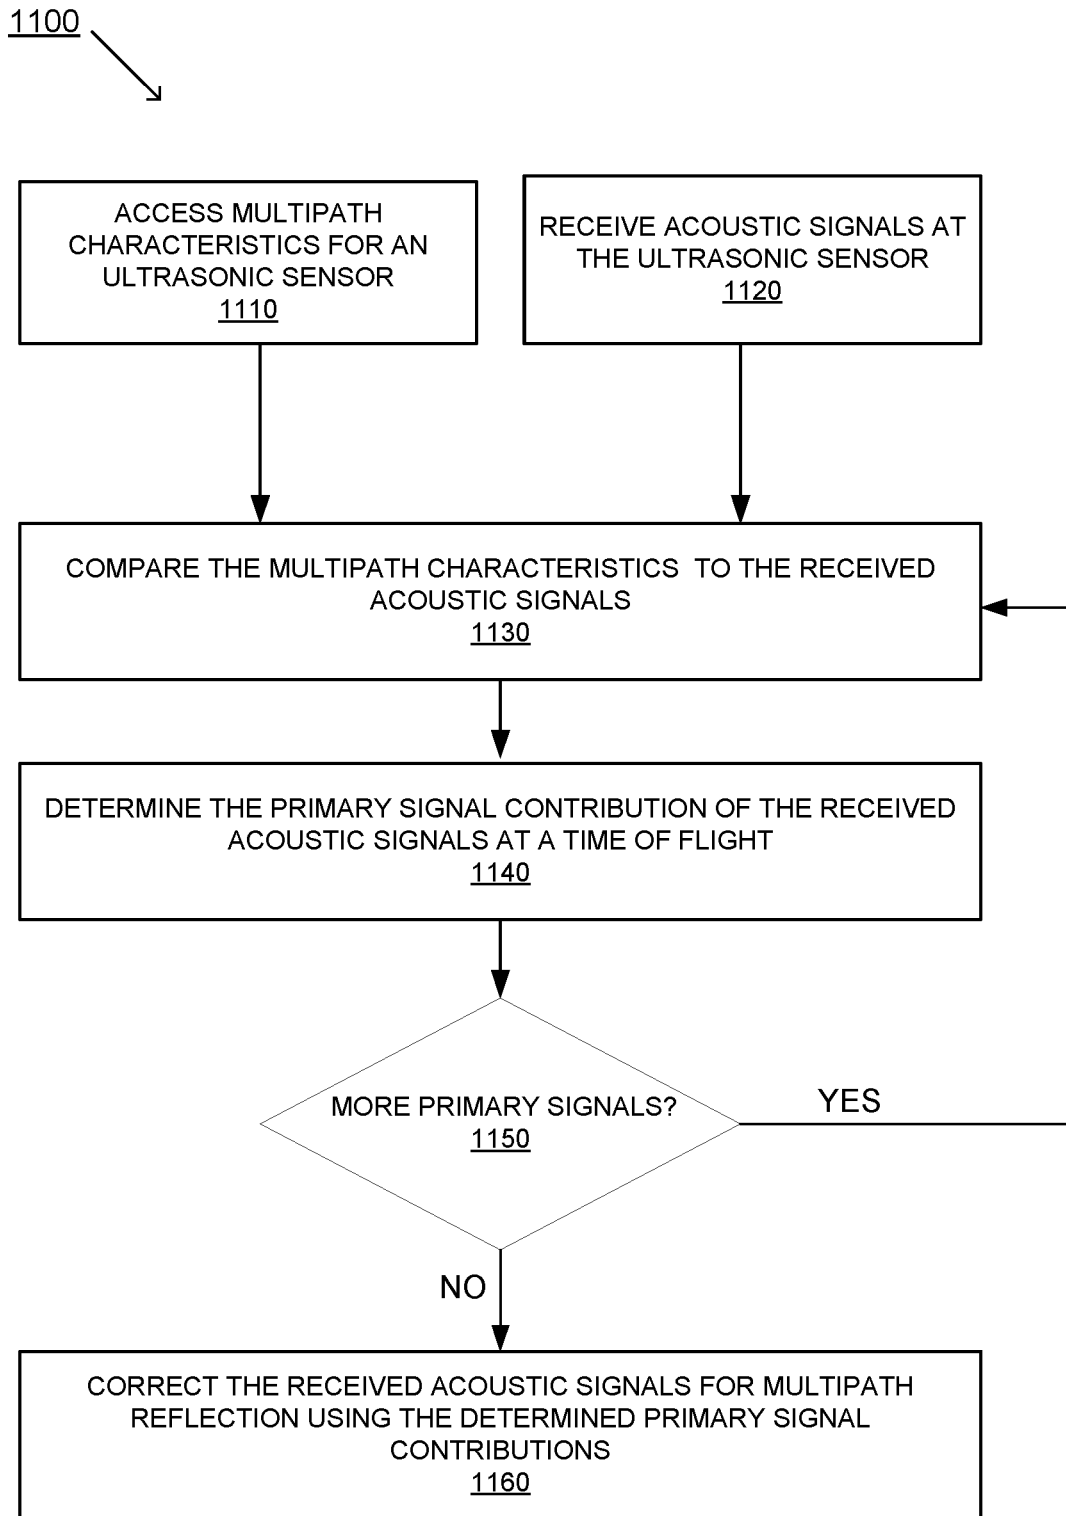 1100
ACCESS MULTIPATH
CHARACTERISTICS FOR AN
ULTRASONIC SENSOR
1110
RECEIVE ACOUSTIC SIGNALS AT
THE ULTRASONIC SENSOR
1120
COMPARE THE MULTIPATH CHARACTERISTICS TO THE RECEIVED
ACOUSTIC SIGNALS
1130
DETERMINE THE PRIMARY SIGNAL CONTRIBUTION OF THE RECEIVED
ACOUSTIC SIGNALS AT A TIME OF FLIGHT
1140
MORE PRIMARY SIGNALS?
1150
YES
NO
CORRECT THE RECEIVED ACOUSTIC SIGNALS FOR MULTIPATH
REFLECTION USING THE DETERMINED PRIMARY SIGNAL
CONTRIBUTIONS
1160